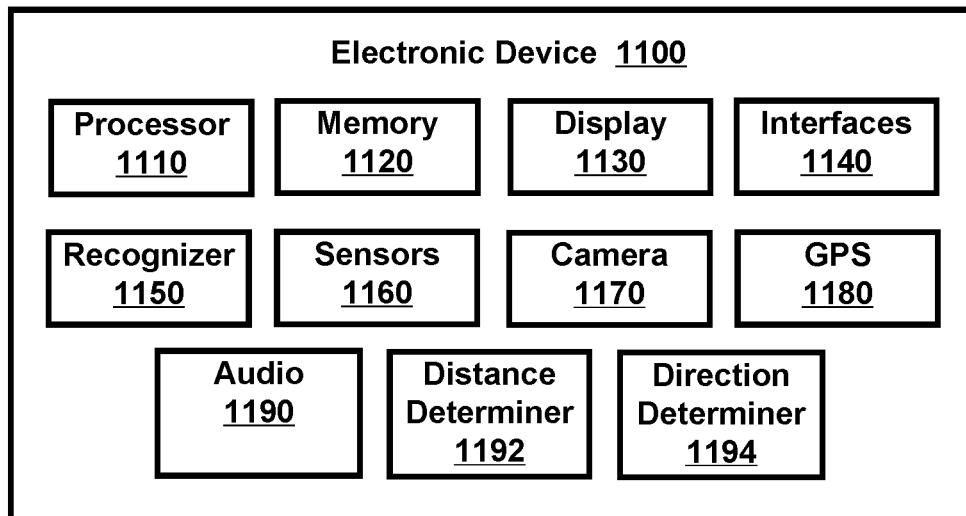 Electronic Device 1100
Processor Memory Display Interfaces
1110 1120 1130 1140
Recognizer Sensors Camera GPS
1150 1160 1170 1180
Audio Distance Direction
1190 Determiner Determiner
1192 1194